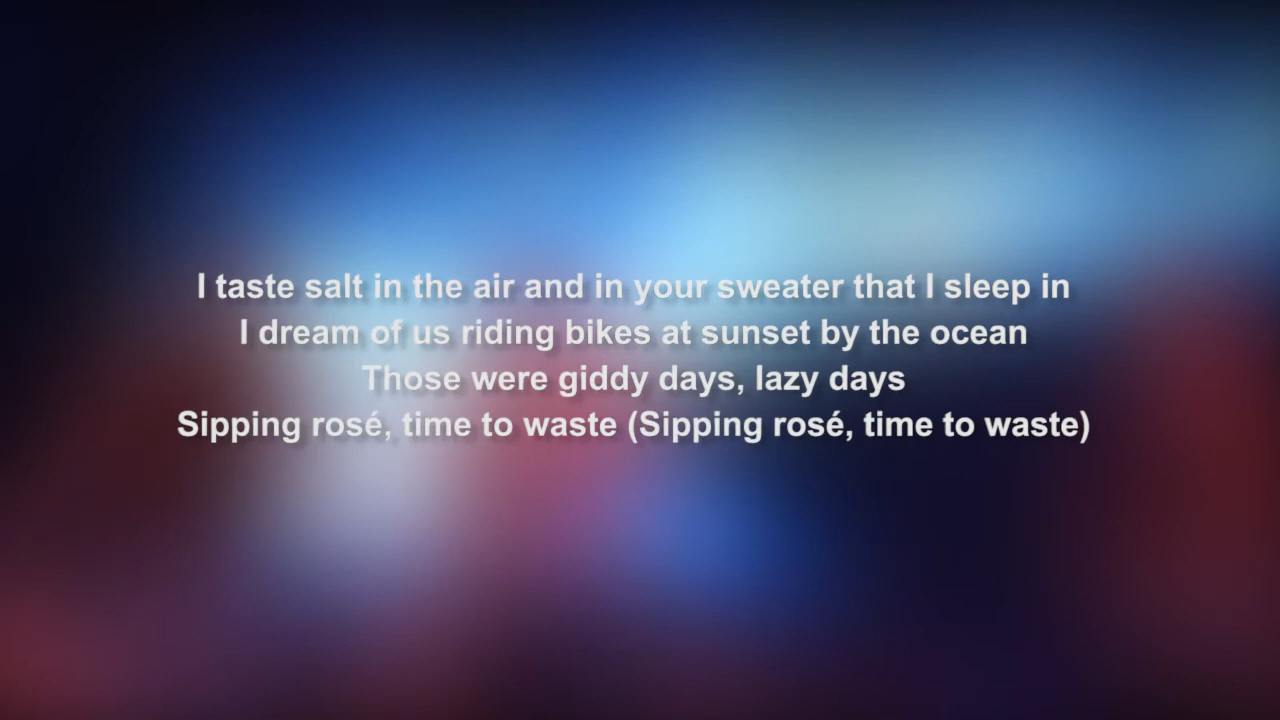 I taste salt in the air and in your sweater that I sleep in
I dream of us riding bikes at sunset by the ocean
Those were giddy days, lazy days
Sipping rosé, time to waste (Sipping rosé, time to waste)